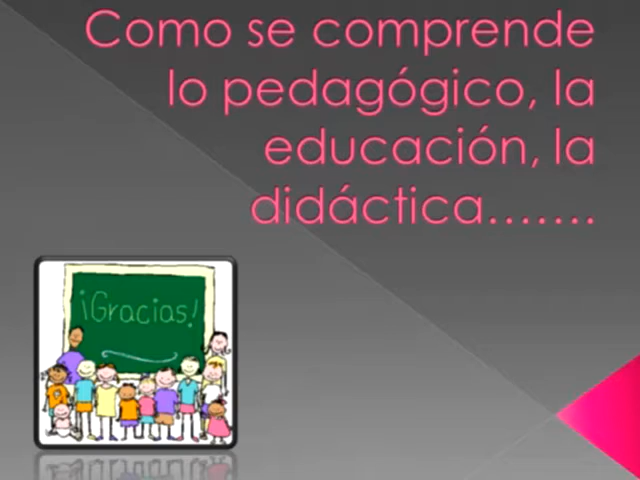 Como se comprende
lo pedagógico, la
educación, la
didáctica.......
¡Gracias!